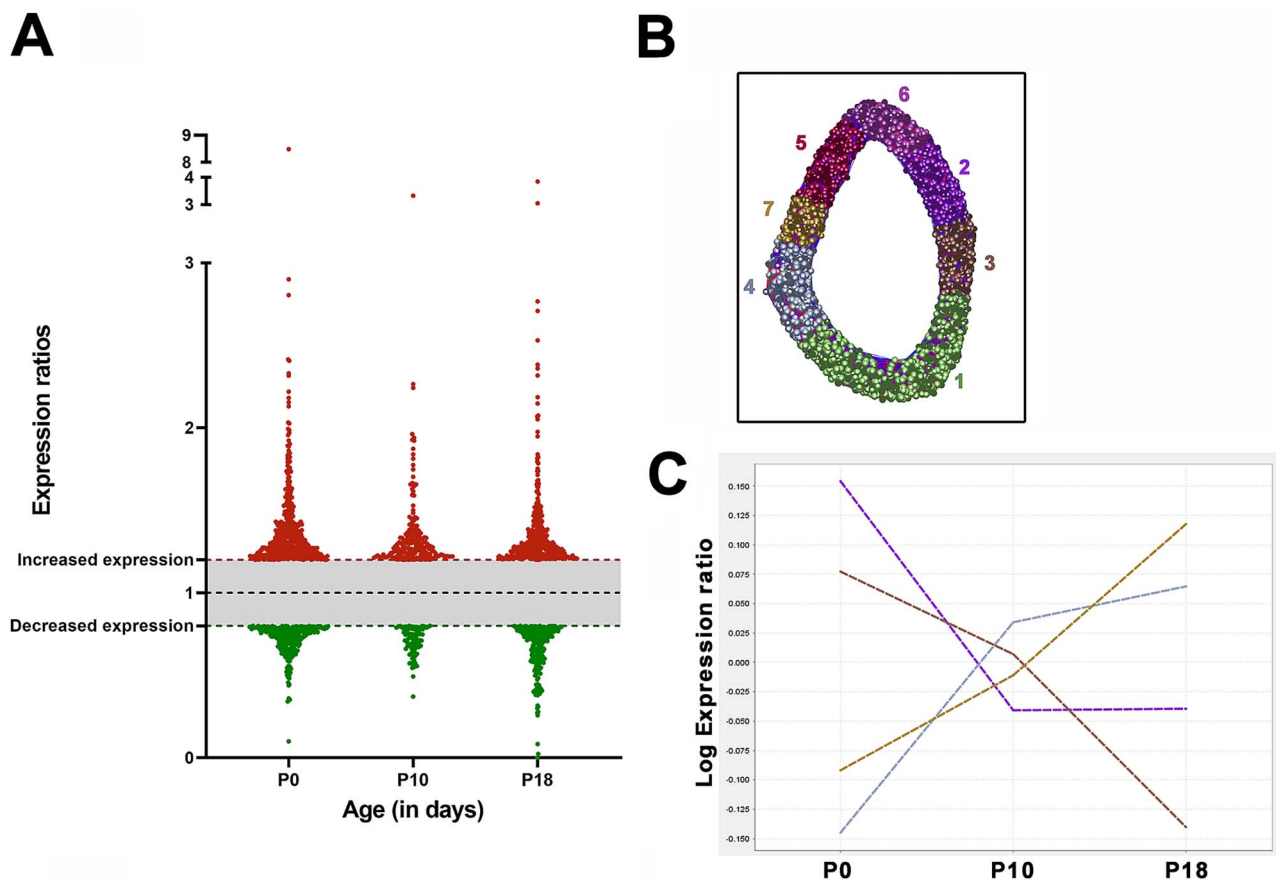 A
9
8
4
3
3
2
1
0
Expression ratios
Increased expression
Decreased expression
P0 P10 P18
Age (in days)
B
6
5
2
7
3
4
1
C
0.150
0.125
0.100
0.075
0.050
0.025
0.000
-0.025
-0.050
-0.075
-0.100
-0.125
-0.150
Log Expression ratio
P0 P10 P18